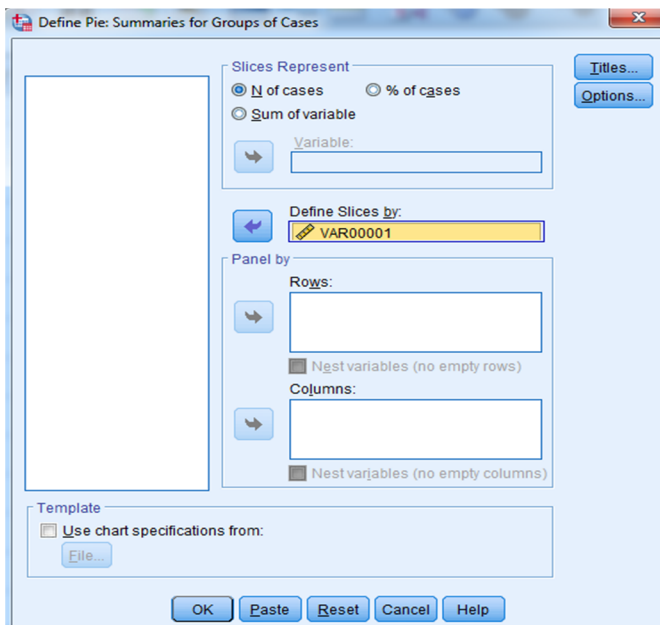 Define Pie: Summaries for Groups of Cases
Slices Represent
N of cases
% of cases
Sum of variable
Variable:
Titles...
Options...
Define Slices by:
VAR00001
Panel by
Rows:
Nest variables (no empty rows)
Columns:
Nest variables (no empty columns)
Template
Use chart specifications from:
File...
OK
Paste
Reset
Cancel
Help